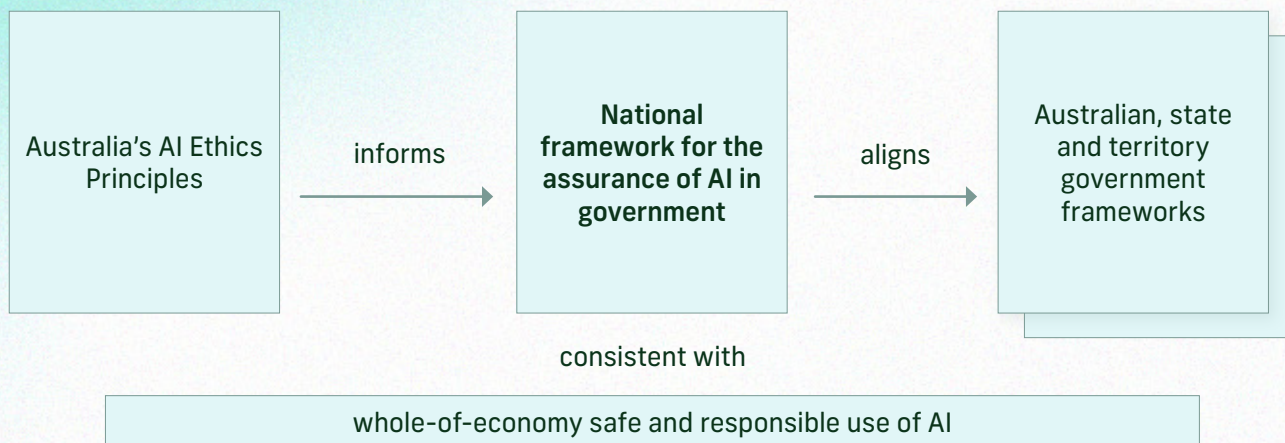 Australia's AI Ethics
Principles
informs
National
framework for the
assurance of AI in
government
aligns
Australian, state
and territory
government
frameworks
consistent with
whole-of-economy safe and responsible use of AI